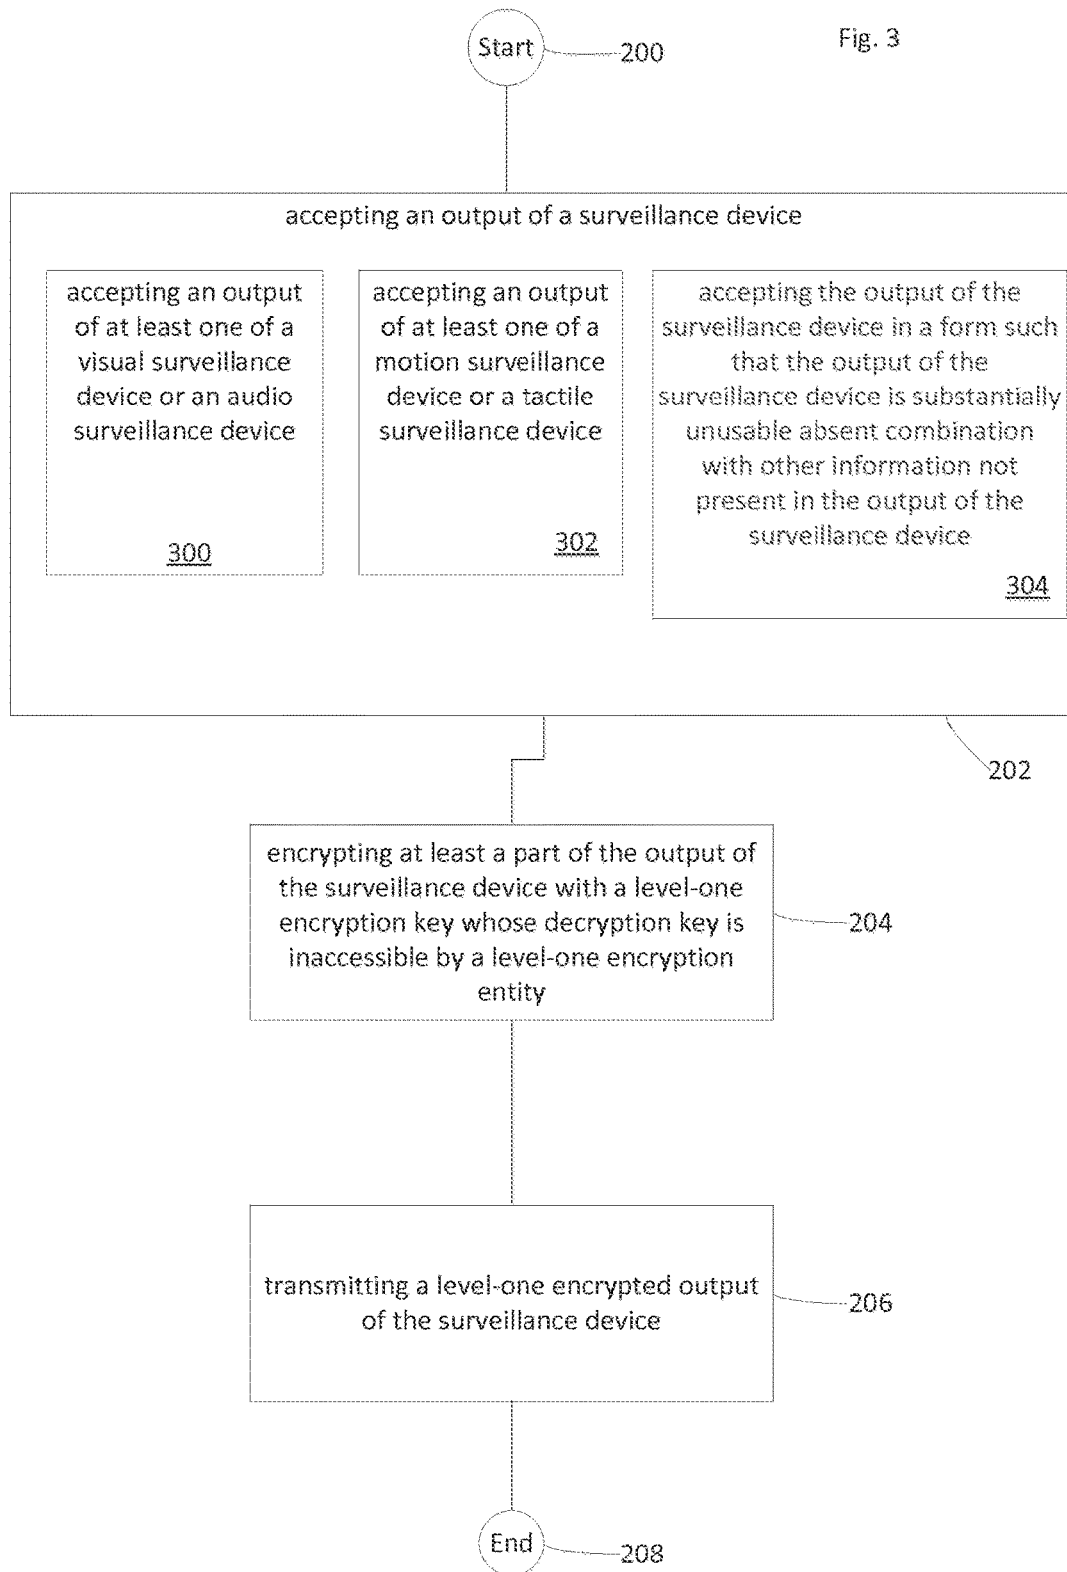 Fig. 3
Start
200
accepting an output of a surveillance device
accepting an output
of at least one of a
visual surveillance
device or an audio
surveillance device
300
accepting an output
of at least one of a
motion surveillance
device or a tactile
surveillance device
302
accepting the output of the
surveillance device in a form such
that the output of the
surveillance device is substantially
unusable absent combination
with other information not
present in the output of the
surveillance device
304
202
encrypting at least a part of the output of
the surveillance device with a level-one
encryption key whose decryption key is
inaccessible by a level-one encryption
entity
204
transmitting a level-one encrypted output
of the surveillance device
206
End
208